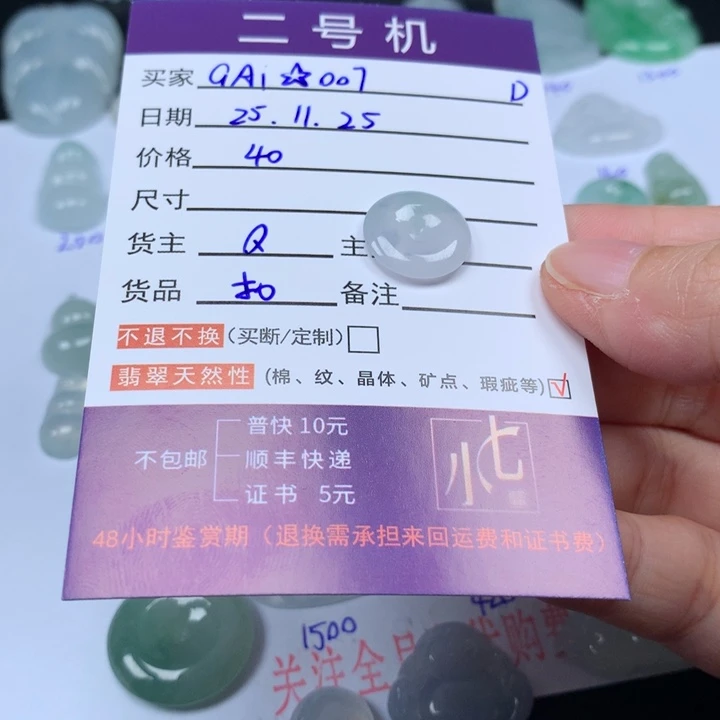 二号机
买家 GAi☆007 D
日期 25.11.25
价格 40
尺寸
货主 Q 主
货品 扣 备注
不退不换(买断/定制)
翡翠天然性 (棉、纹、晶体、矿点、瑕疵等) √
不包邮
普快 10元
顺丰快递
证书 5元
小七
48小时鉴赏期(退换需承担来回运费和证书费)
1500
关注全